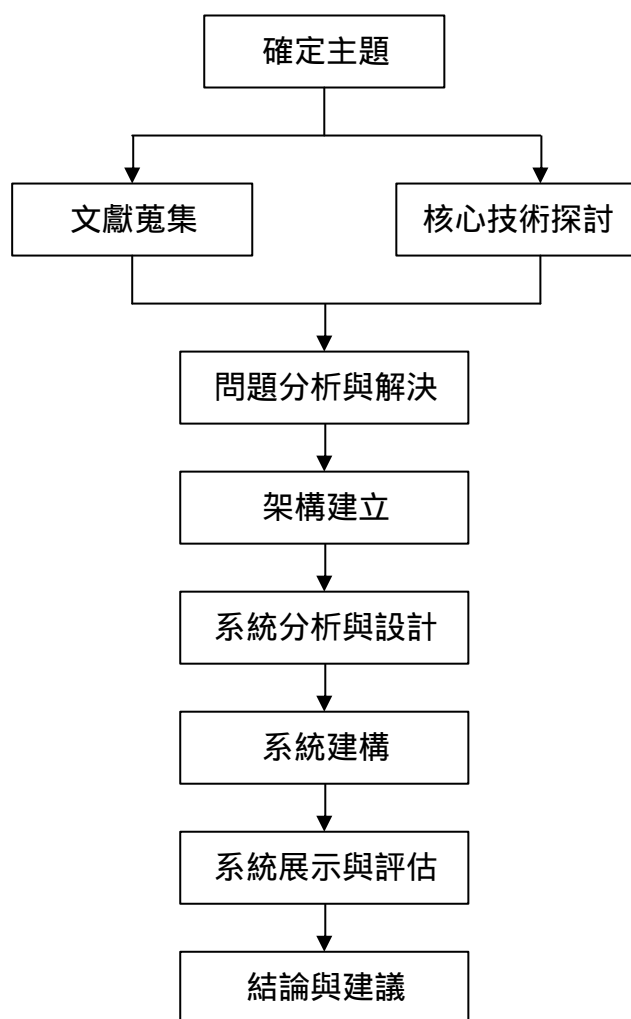 確定主題
文獻蒐集
核心技術探討
問題分析與解決
架構建立
系統分析與設計
系統建構
系統展示與評估
結論與建議